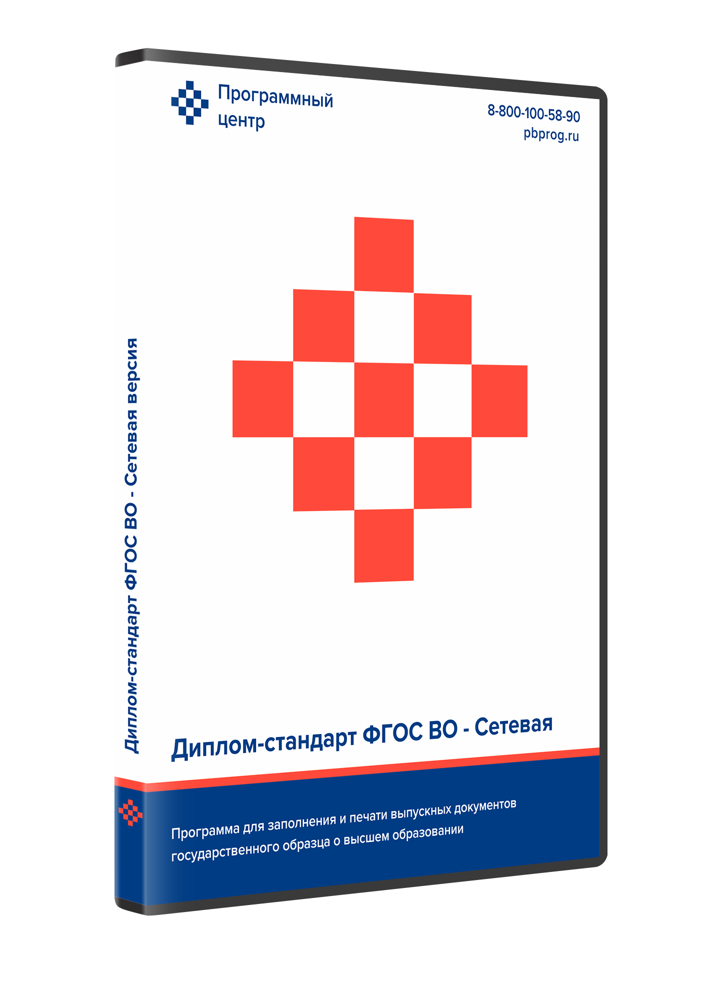 Программный
центр
8-800-100-58-90
pbprog.ru
Диплом-стандарт ФГОС ВО - Сетевая версия
Диплом-стандарт ФГОС ВО - Сетевая
Программа для заполнения и печати выпускных документов
государственного образца о высшем образовании